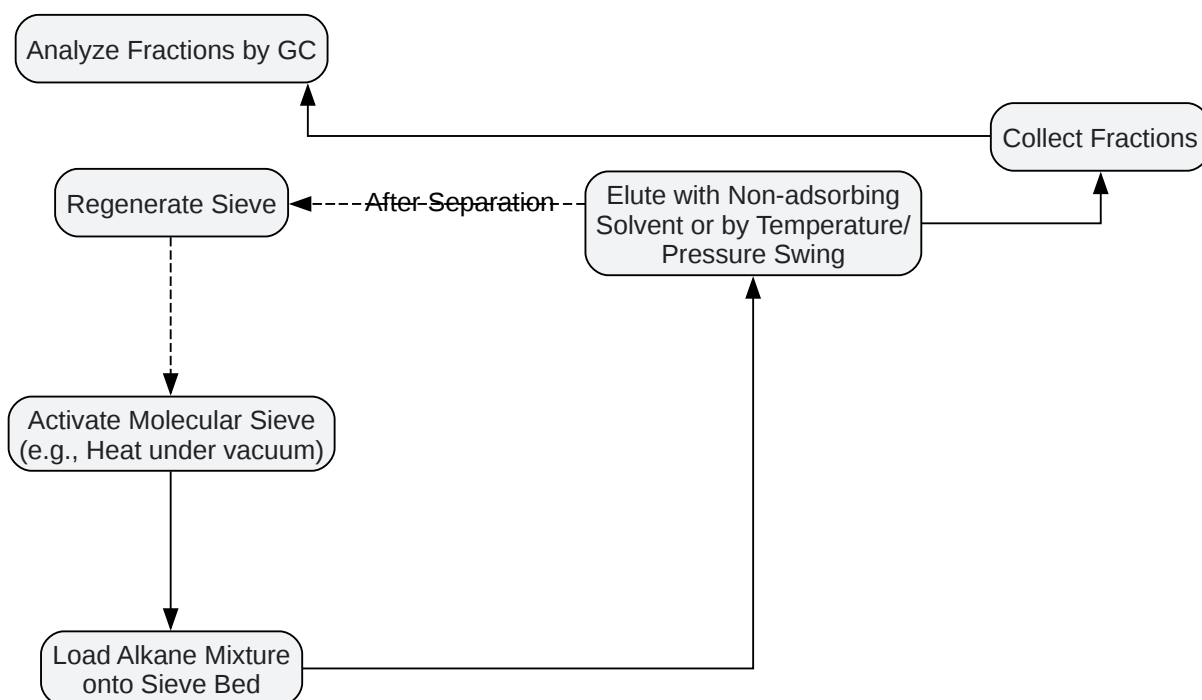 Analyze Fractions by GC
Collect Fractions
Regenerate Sieve
After Separation
Elute with Non-adsorbing
Solvent or by Temperature/
Pressure Swing
Activate Molecular Sieve
(e.g., Heat under vacuum)
Load Alkane Mixture
onto Sieve Bed